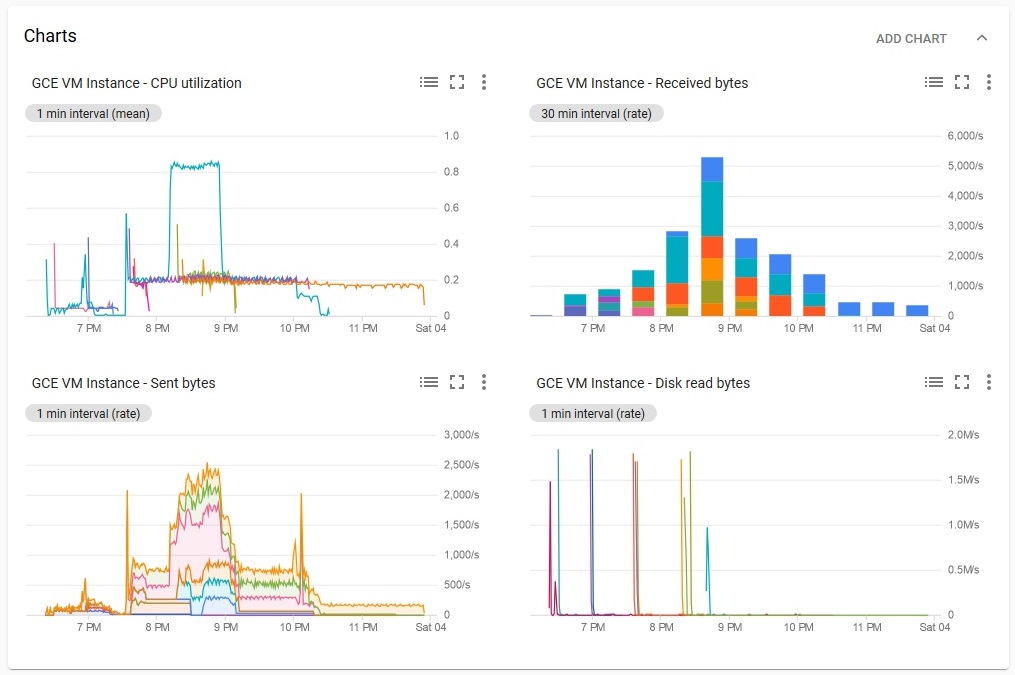 Charts
ADD CHART
GCE VM Instance - CPU utilization
1 min interval (mean)
1.0
0.8
0.6
0.4
0.2
0
7 PM 8 PM 9 PM 10 PM 11 PM Sat 04
GCE VM Instance - Received bytes
30 min interval (rate)
6,000/s
5,000/s
4,000/s
3,000/s
2,000/s
1,000/s
0
7 PM 8 PM 9 PM 10 PM 11 PM Sat 04
GCE VM Instance - Sent bytes
1 min interval (rate)
3,000/s
2,500/s
2,000/s
1,500/s
1,000/s
500/s
0
7 PM 8 PM 9 PM 10 PM 11 PM Sat 04
GCE VM Instance - Disk read bytes
1 min interval (rate)
2.0M/s
1.5M/s
1.0M/s
0.5M/s
0
7 PM 8 PM 9 PM 10 PM 11 PM Sat 04